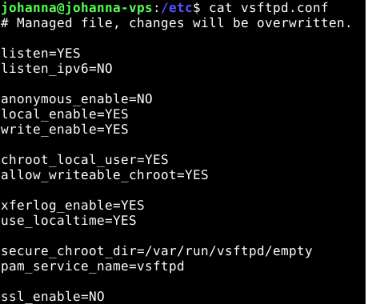 johanna@johanna-vps:/etc$ cat vsftpd.conf
# Managed file, changes will be overwritten.
listen=YES
listen_ipv6=NO
anonymous_enable=NO
local_enable=YES
write_enable=YES
chroot_local_user=YES
allow_writeable_chroot=YES
xferlog_enable=YES
use_localtime=YES
secure_chroot_dir=/var/run/vsftpd/empty
pam_service_name=vsftpd
ssl_enable=NO